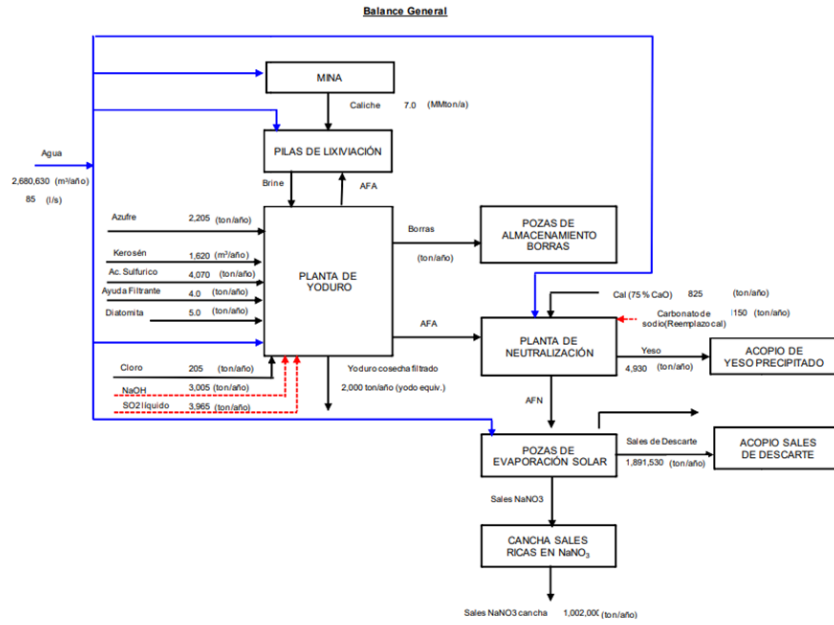 Balance General
MINA
Caliche 7.0 (MMton/a)
PILAS DE LIXIVIACIÓN
Agua
2,680,630 (m³/año)
85 (l/s)
Brine
AFA
Azufre 2,205 (ton/año)
Kerosén 1,620 (m³/año)
Ac. Sulfurico 4,070 (ton/año)
Ayuda Filtrante 4.0 (ton/año)
Diatomita 5.0 (ton/año)
PLANTA DE
YODURO
Borras
(ton/año)
POZAS DE
ALMACENAMIENTO
BORRAS
AFA
Cal (75% CaO) 825 (ton/año)
Carbonato de
sodio(Reemplazo cal) 150 (ton/año)
PLANTA DE
NEUTRALIZACIÓN
Yeso
4,930 (ton/año)
ACOPIO DE
YESO PRECIPITADO
Cloro 205 (ton/año)
NaOH 3,005 (ton/año)
SO2 líquido 3,965 (ton/año)
Yoduro cosecha filtrado
2,000 ton/año (yodo equiv.)
AFN
POZAS DE
EVAPORACIÓN SOLAR
Sales de Descarte
1,891,530 (ton/año)
ACOPIO SALES
DE DESCARTE
Sales NaNO3
CANCHA SALES
RICAS EN NaNO₃
Sales NaNO3 cancha 1,002,000 (ton/año)